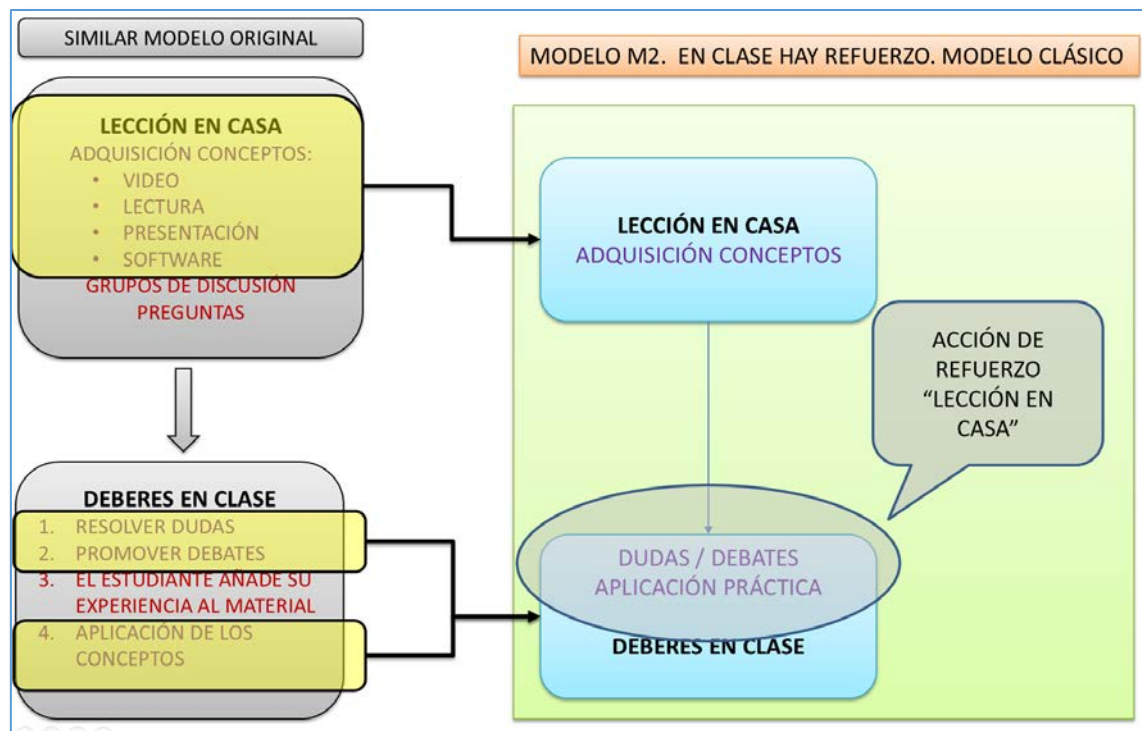 SIMILAR MODELO ORIGINAL
LECCIÓN EN CASA
ADQUISICIÓN CONCEPTOS:
• VIDEO
• LECTURA
• PRESENTACIÓN
• SOFTWARE
GRUPOS DE DISCUSIÓN
PREGUNTAS
DEBERES EN CLASE
1. RESOLVER DUDAS
2. PROMOVER DEBATES
3. EL ESTUDIANTE AÑADE SU
EXPERIENCIA AL MATERIAL
4. APLICACIÓN DE LOS
CONCEPTOS
MODELO M2. EN CLASE HAY REFUERZO. MODELO CLÁSICO
LECCIÓN EN CASA
ADQUISICIÓN CONCEPTOS
ACCIÓN DE
REFUERZO
“LECCIÓN EN
CASA”
DUDAS / DEBATES
APLICACIÓN PRÁCTICA
DEBERES EN CLASE